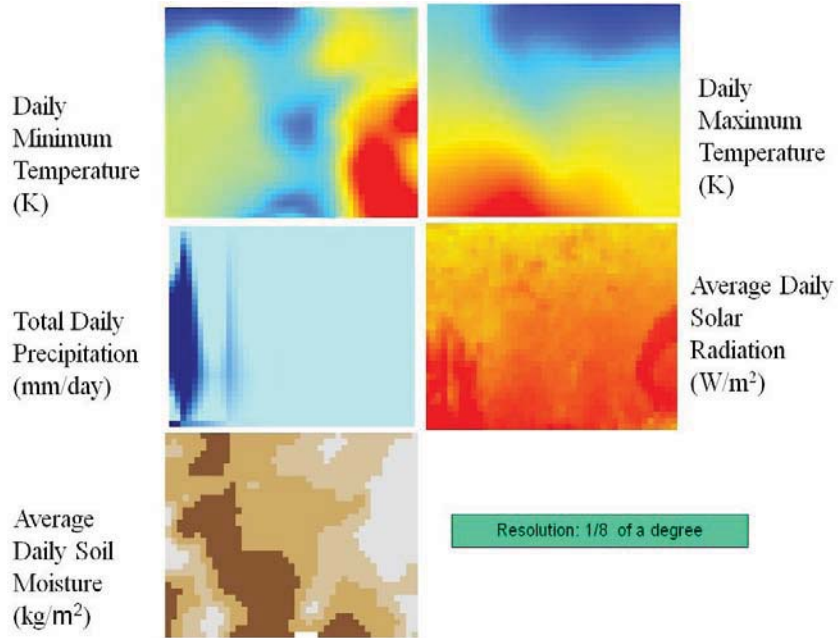 Daily
Minimum
Temperature
(K)
Daily
Maximum
Temperature
(K)
Total Daily
Precipitation
(mm/day)
Average Daily
Solar
Radiation
(W/m²)
Average
Daily Soil
Moisture
(kg/m²)
Resolution: 1/8 of a degree